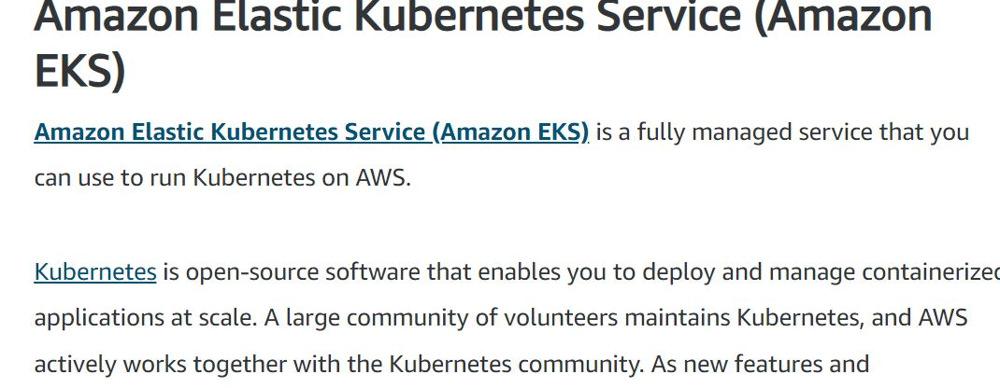 Amazon Elastic Kubernetes Service (Amazon
EKS)
Amazon Elastic Kubernetes Service (Amazon EKS) is a fully managed service that you
can use to run Kubernetes on AWS.
Kubernetes is open-source software that enables you to deploy and manage containerized
applications at scale. A large community of volunteers maintains Kubernetes, and AWS
actively works together with the Kubernetes community. As new features and